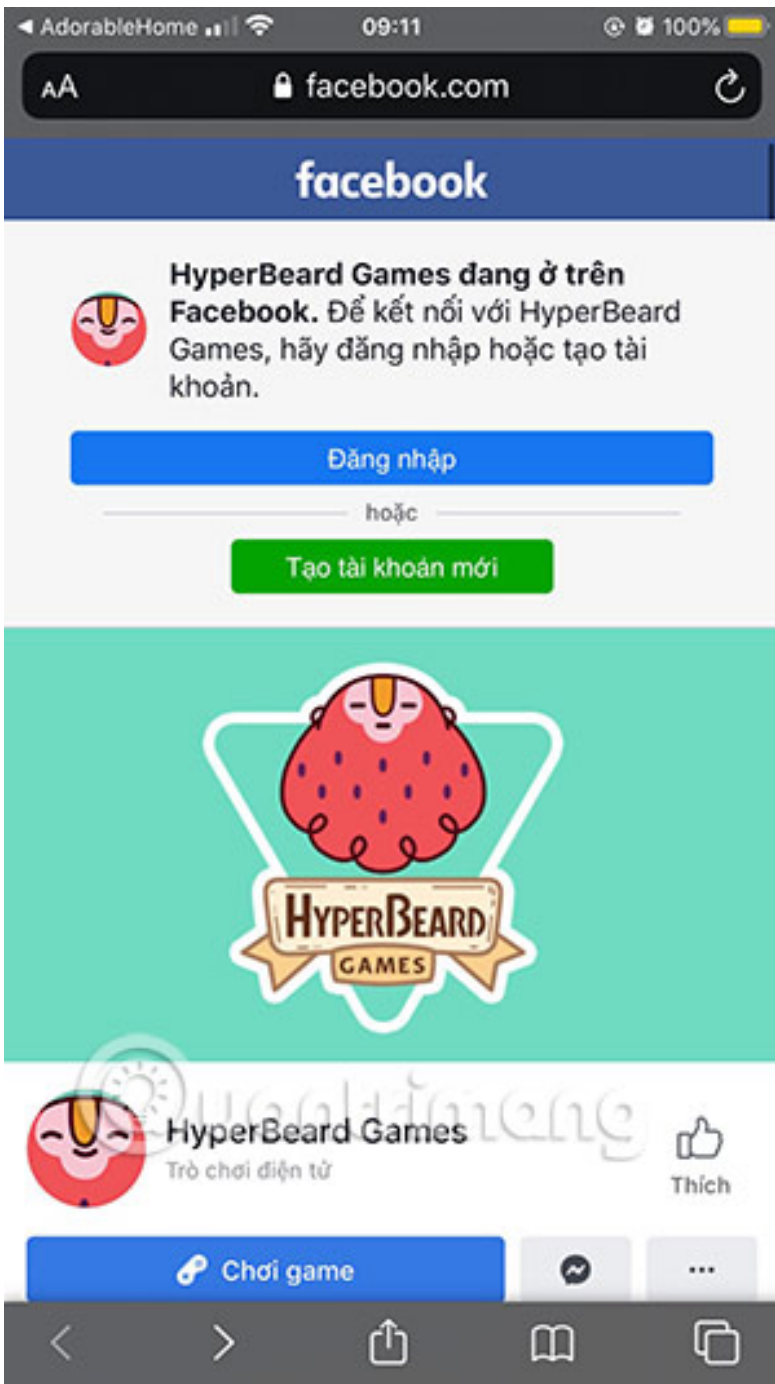 AdorableHome
09:11
100%
AA
facebook.com
facebook
HyperBeard Games đang ở trên
Facebook. Để kết nối với HyperBeard
Games, hãy đăng nhập hoặc tạo tài
khoản.
Đăng nhập
hoặc
Tạo tài khoản mới
HYPERBEARD
GAMES
Quantrimang
HyperBeard Games
Trò chơi điện tử
Thích
Chơi game